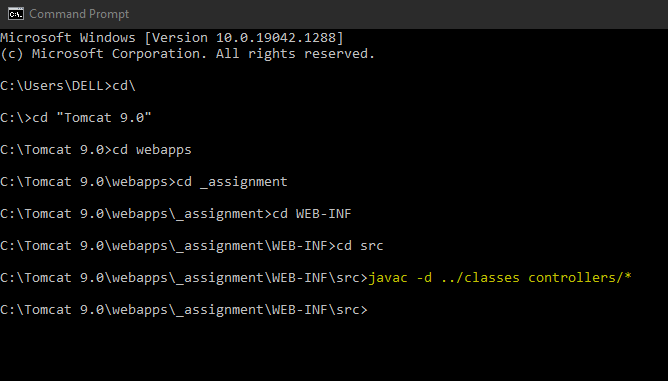 Command Prompt
Microsoft Windows [Version 10.0.19042.1288]
(c) Microsoft Corporation. All rights reserved.
C:\Users\DELL>cd\
C:\>cd "Tomcat 9.0"
C:\Tomcat 9.0>cd webapps
C:\Tomcat 9.0\webapps>cd _assignment
C:\Tomcat 9.0\webapps\_assignment>cd WEB-INF
C:\Tomcat 9.0\webapps\_assignment\WEB-INF>cd src
C:\Tomcat 9.0\webapps\_assignment\WEB-INF\src>javac -d ../classes controllers/*
C:\Tomcat 9.0\webapps\_assignment\WEB-INF\src>